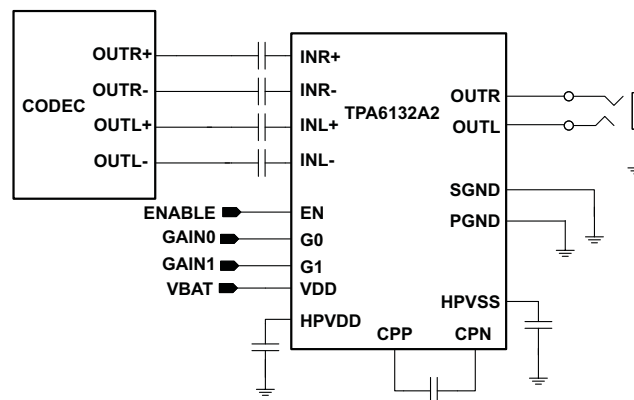 CODEC
OUTR+
OUTR-
OUTL+
OUTL-
INR+
INR-
INL+
INL-
TPA6132A2
OUTR
OUTL
SGND
PGND
ENABLE
EN
GAIN0
G0
GAIN1
G1
VBAT
VDD
HPVDD
HPVSS
CPP
CPN